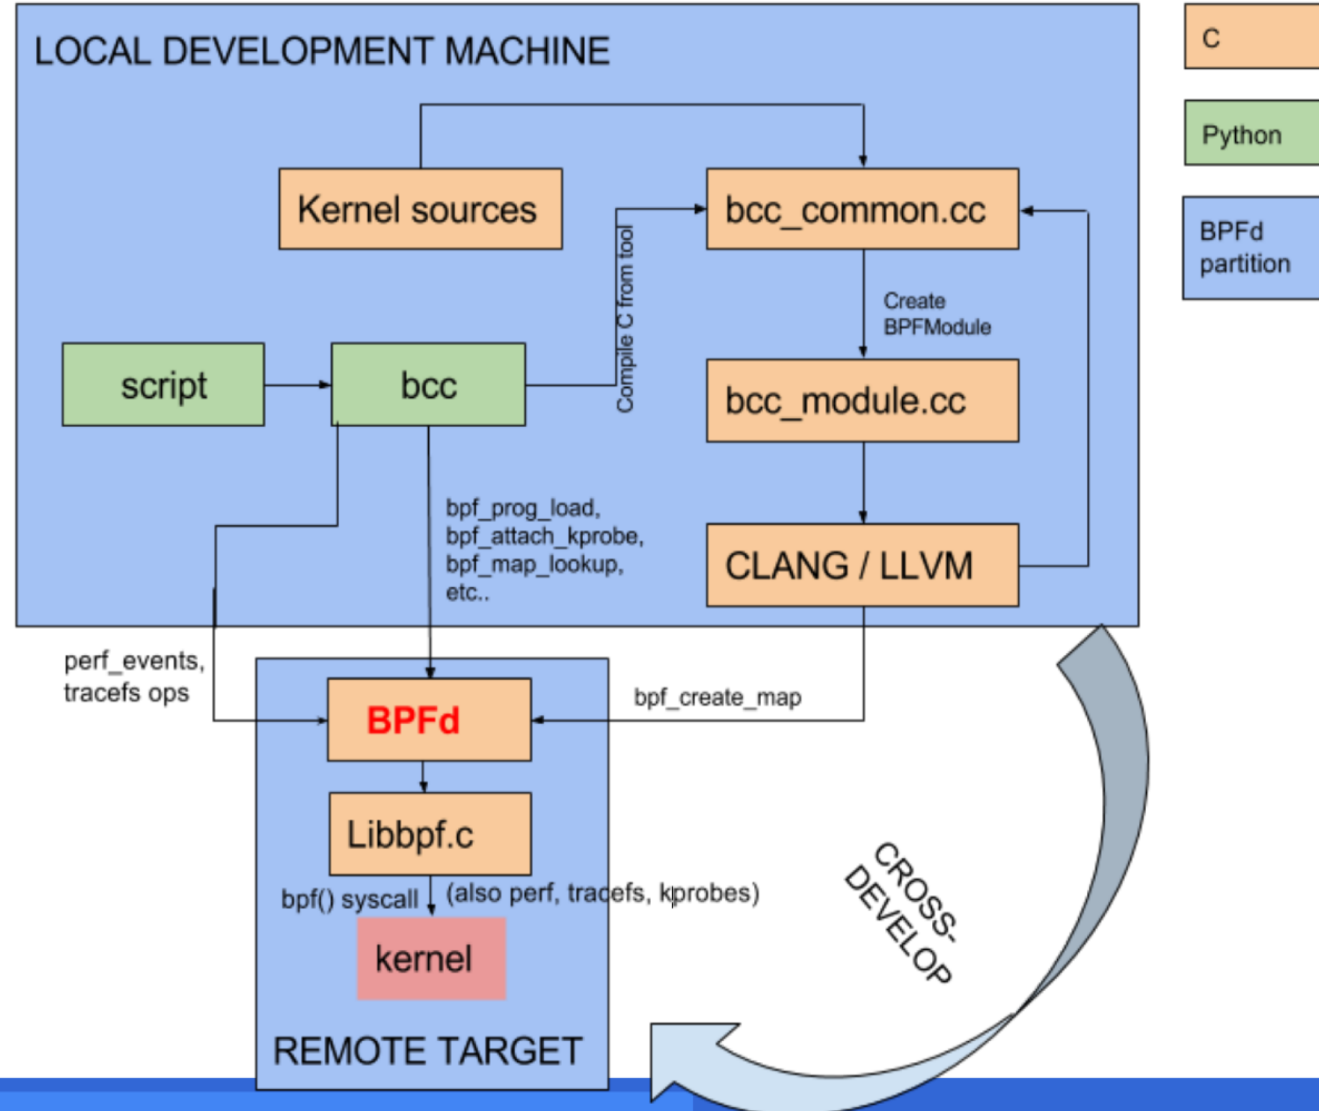 LOCAL DEVELOPMENT MACHINE
C
Python
BPFd
partition
Kernel sources
bcc_common.cc
Compile C from tool
Create
BPFModule
script
bcc
bcc_module.cc
bpf_prog_load,
bpf_attach_kprobe,
bpf_map_lookup,
etc..
CLANG / LLVM
perf_events,
tracefs ops
BPFd
bpf_create_map
Libbpf.c
bpf() syscall
(also perf, tracefs, kprobes)
kernel
CROSS-
DEVELOP
REMOTE TARGET